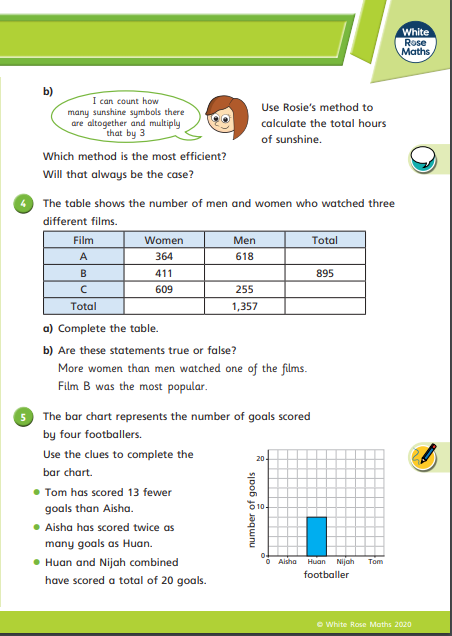 White
Rose
Maths
b)
I can count how
many sunshine symbols there
are altogether and multiply
that by 3
Use Rosie's method to
calculate the total hours
of sunshine.
Which method is the most efficient?
Will that always be the case?
4 The table shows the number of men and women who watched three
different films.
Film Women Men Total
A 364 618
B 411 895
C 609 255
Total 1,357
a) Complete the table.
b) Are these statements true or false?
More women than men watched one of the films.
Film B was the most popular.
5 The bar chart represents the number of goals scored
by four footballers.
Use the clues to complete the
bar chart.
• Tom has scored 13 fewer
goals than Aisha.
• Aisha has scored twice as
many goals as Huan.
• Huan and Nijah combined
have scored a total of 20 goals.
number of goals
20
10
0
0 Aisha Huan Nijah Tom
footballer
© White Rose Maths 2020